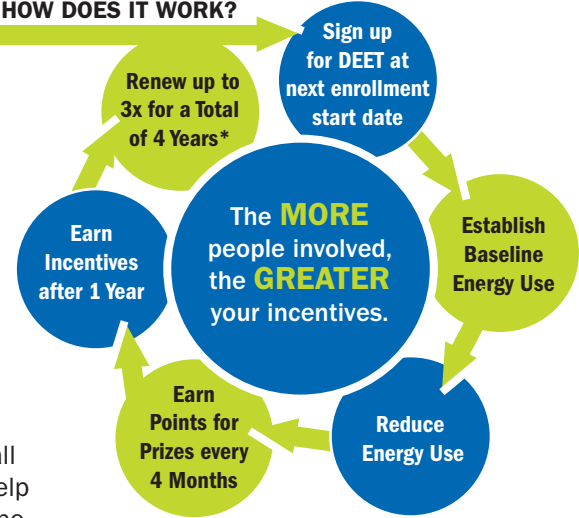 HOW DOES IT WORK?
Sign up
for DEET at
next enrollment
start date
Establish
Baseline
Energy Use
Reduce
Energy Use
Earn
Points for
Prizes every
4 Months
Earn
Incentives
after 1 Year
Renew up to
3x for a Total
of 4 Years*
The MORE
people involved,
the GREATER
your incentives.